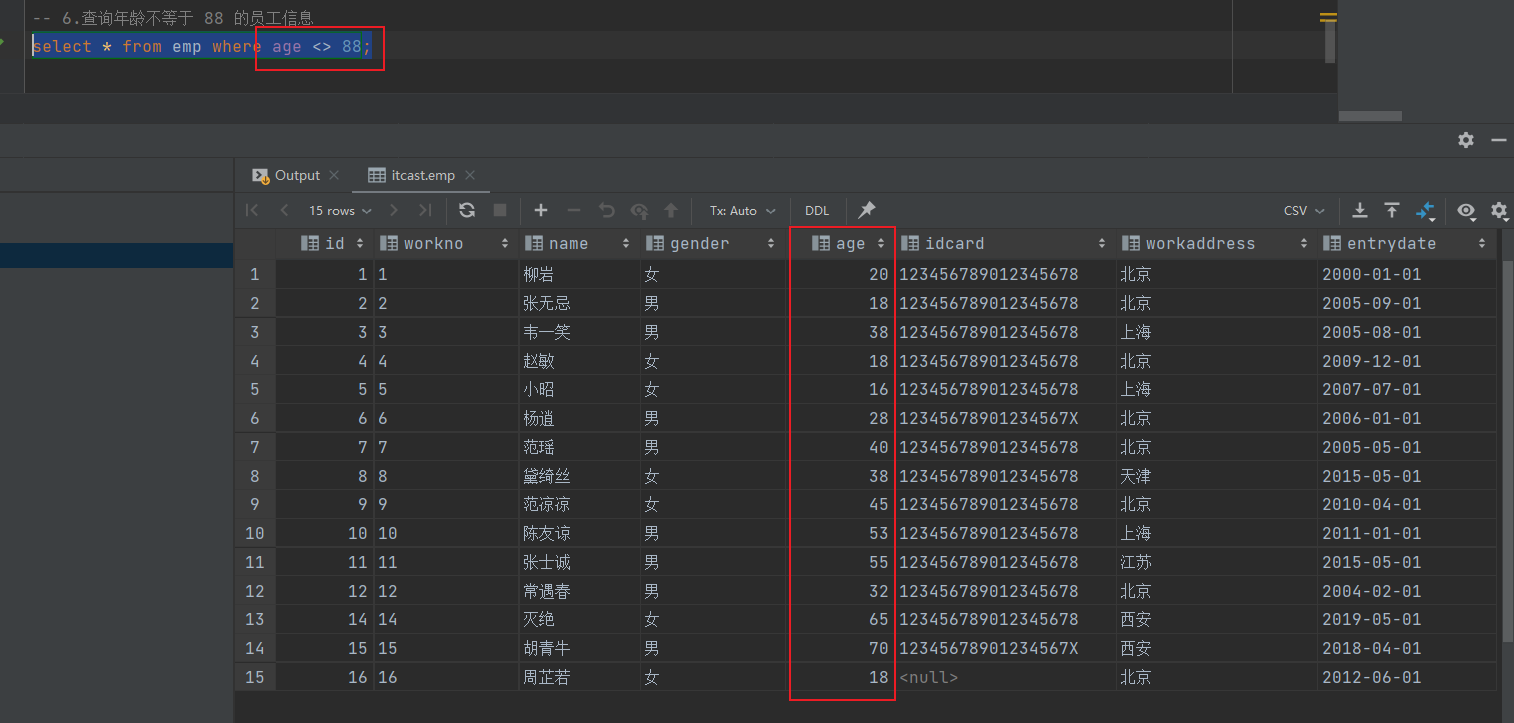 -- 6.查询年龄不等于 88 的员工信息
select * from emp where age <> 88;
Output itcast.emp
15 rows Tx: Auto DDL CSV
id workno name gender age idcard workaddress entrydate
1 1 1 柳岩 女 20 123456789012345678 北京 2000-01-01
2 2 2 张无忌 男 18 123456789012345678 北京 2005-09-01
3 3 3 韦一笑 男 38 123456789012345678 上海 2005-08-01
4 4 4 赵敏 女 18 123456789012345678 北京 2009-12-01
5 5 5 小昭 女 16 123456789012345678 上海 2007-07-01
6 6 6 杨逍 男 28 12345678901234567X 北京 2006-01-01
7 7 7 范瑶 男 40 123456789012345678 北京 2005-05-01
8 8 8 黛绮丝 女 38 123456789012345678 天津 2015-05-01
9 9 9 范凉凉 女 45 123456789012345678 北京 2010-04-01
10 10 10 陈友谅 男 53 123456789012345678 上海 2011-01-01
11 11 11 张士诚 男 55 123456789012345678 江苏 2015-05-01
12 12 12 常遇春 男 32 123456789012345678 北京 2004-02-01
13 14 14 灭绝 女 65 123456789012345678 西安 2019-05-01
14 15 15 胡青牛 男 70 12345678901234567X 西安 2018-04-01
15 16 16 周芷若 女 18 <null> 北京 2012-06-01